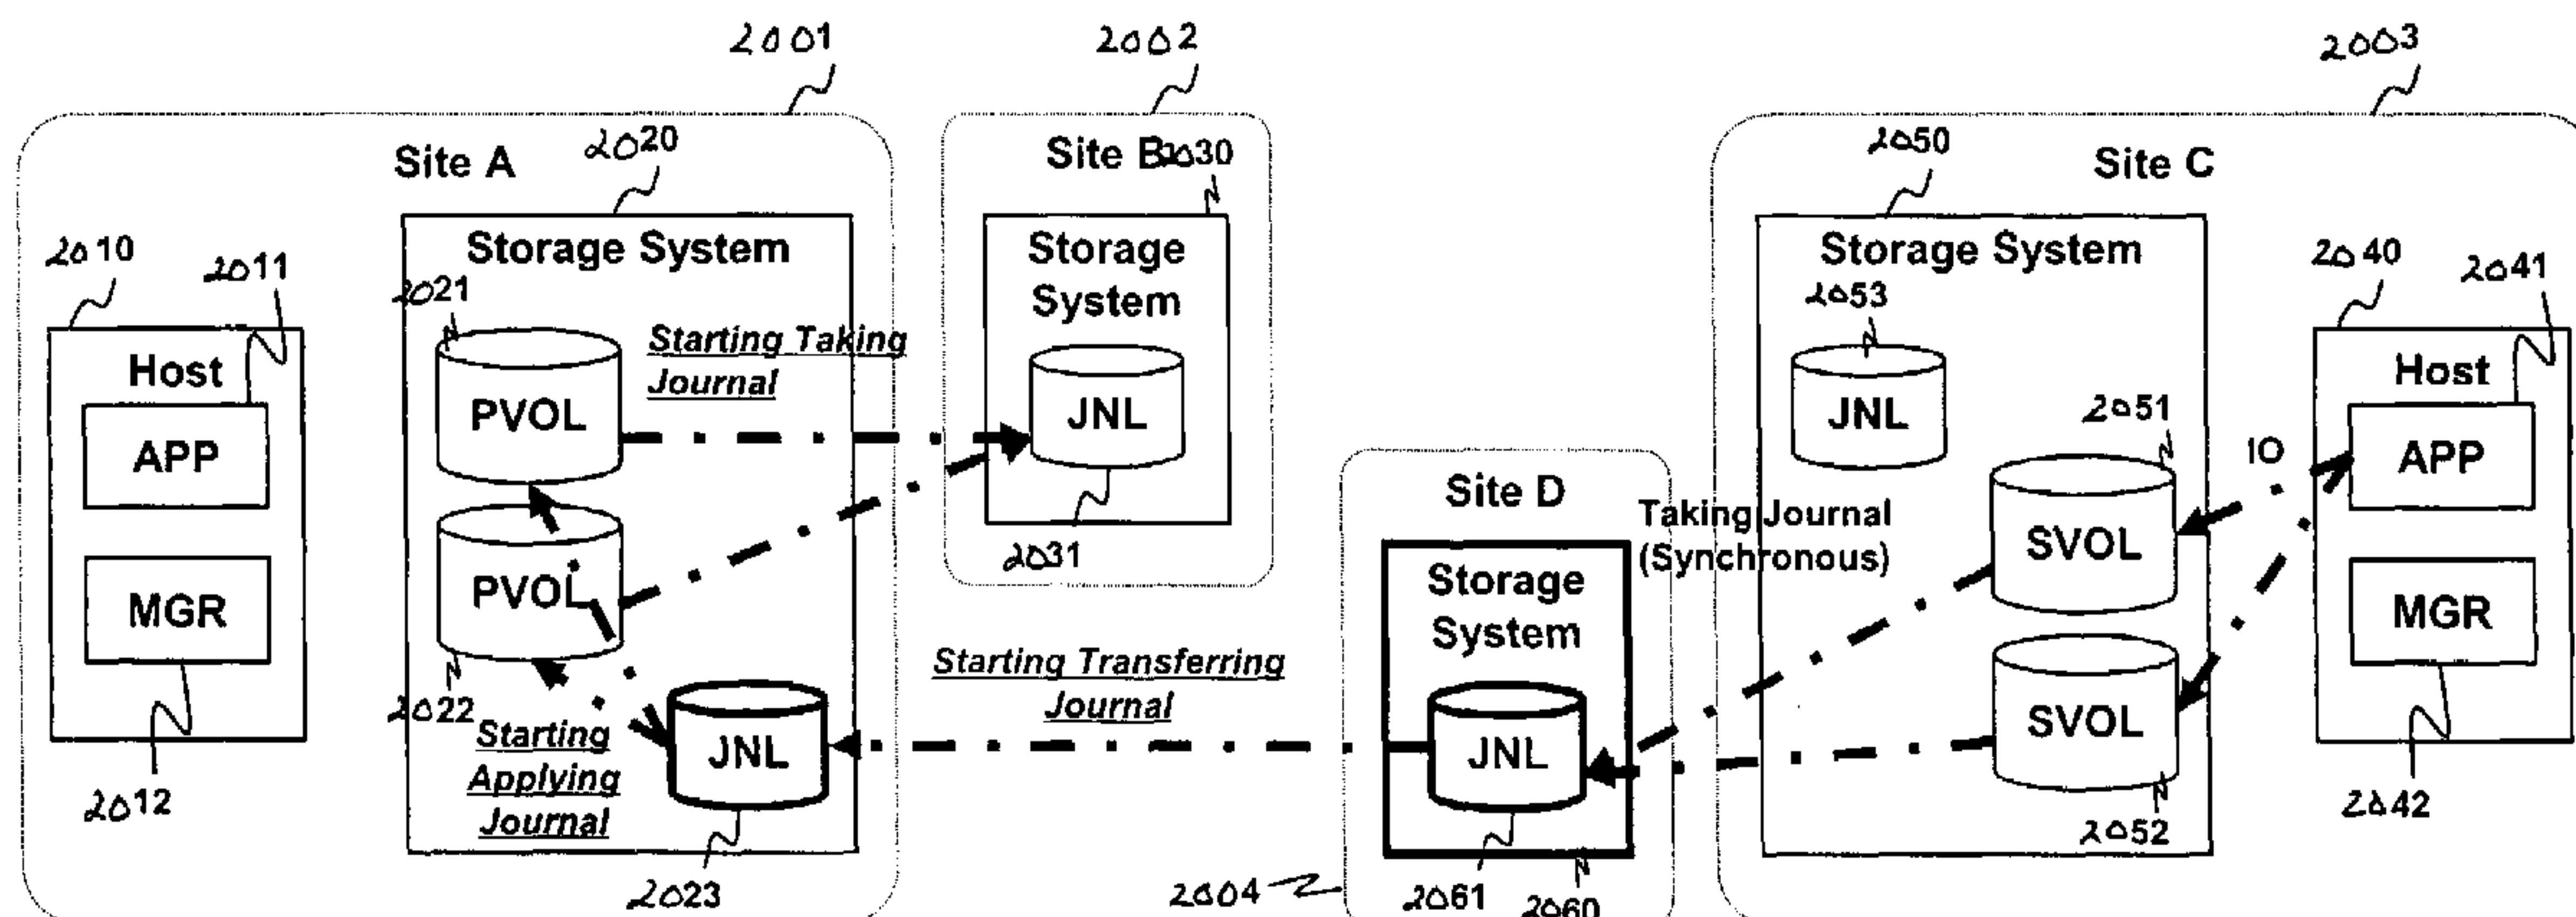 2001
2002
2003
Site A
2020
Site B
2030
2050
Site C
2010
2011
Storage System
Storage
System
Storage System
2040
2041
2021
2053
Host
Starting Taking
Journal
Host
PVOL
JNL
JNL
2051
APP
IO
APP
Site D
Taking Journal
(Synchronous)
2031
SVOL
PVOL
Storage
System
MGR
MGR
Starting Transferring
Journal
2022
Starting
Applying
Journal
JNL
JNL
SVOL
2012
2042
2052
2023
2004
2061
2060